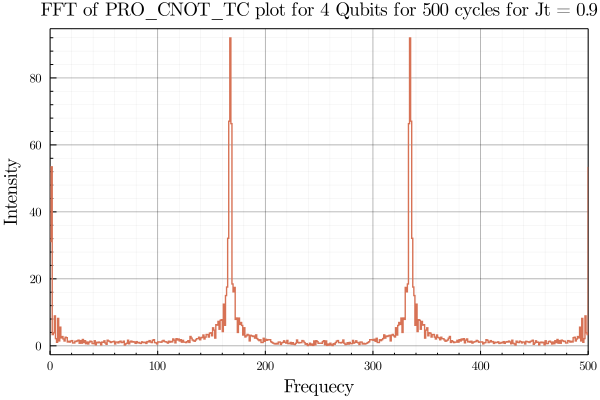 FFT of PRO_CNOT_TC plot for 4 Qubits for 500 cycles for Jt = 0.9
Intensity
80
60
40
20
0
0 100 200 300 400 500
Frequecy